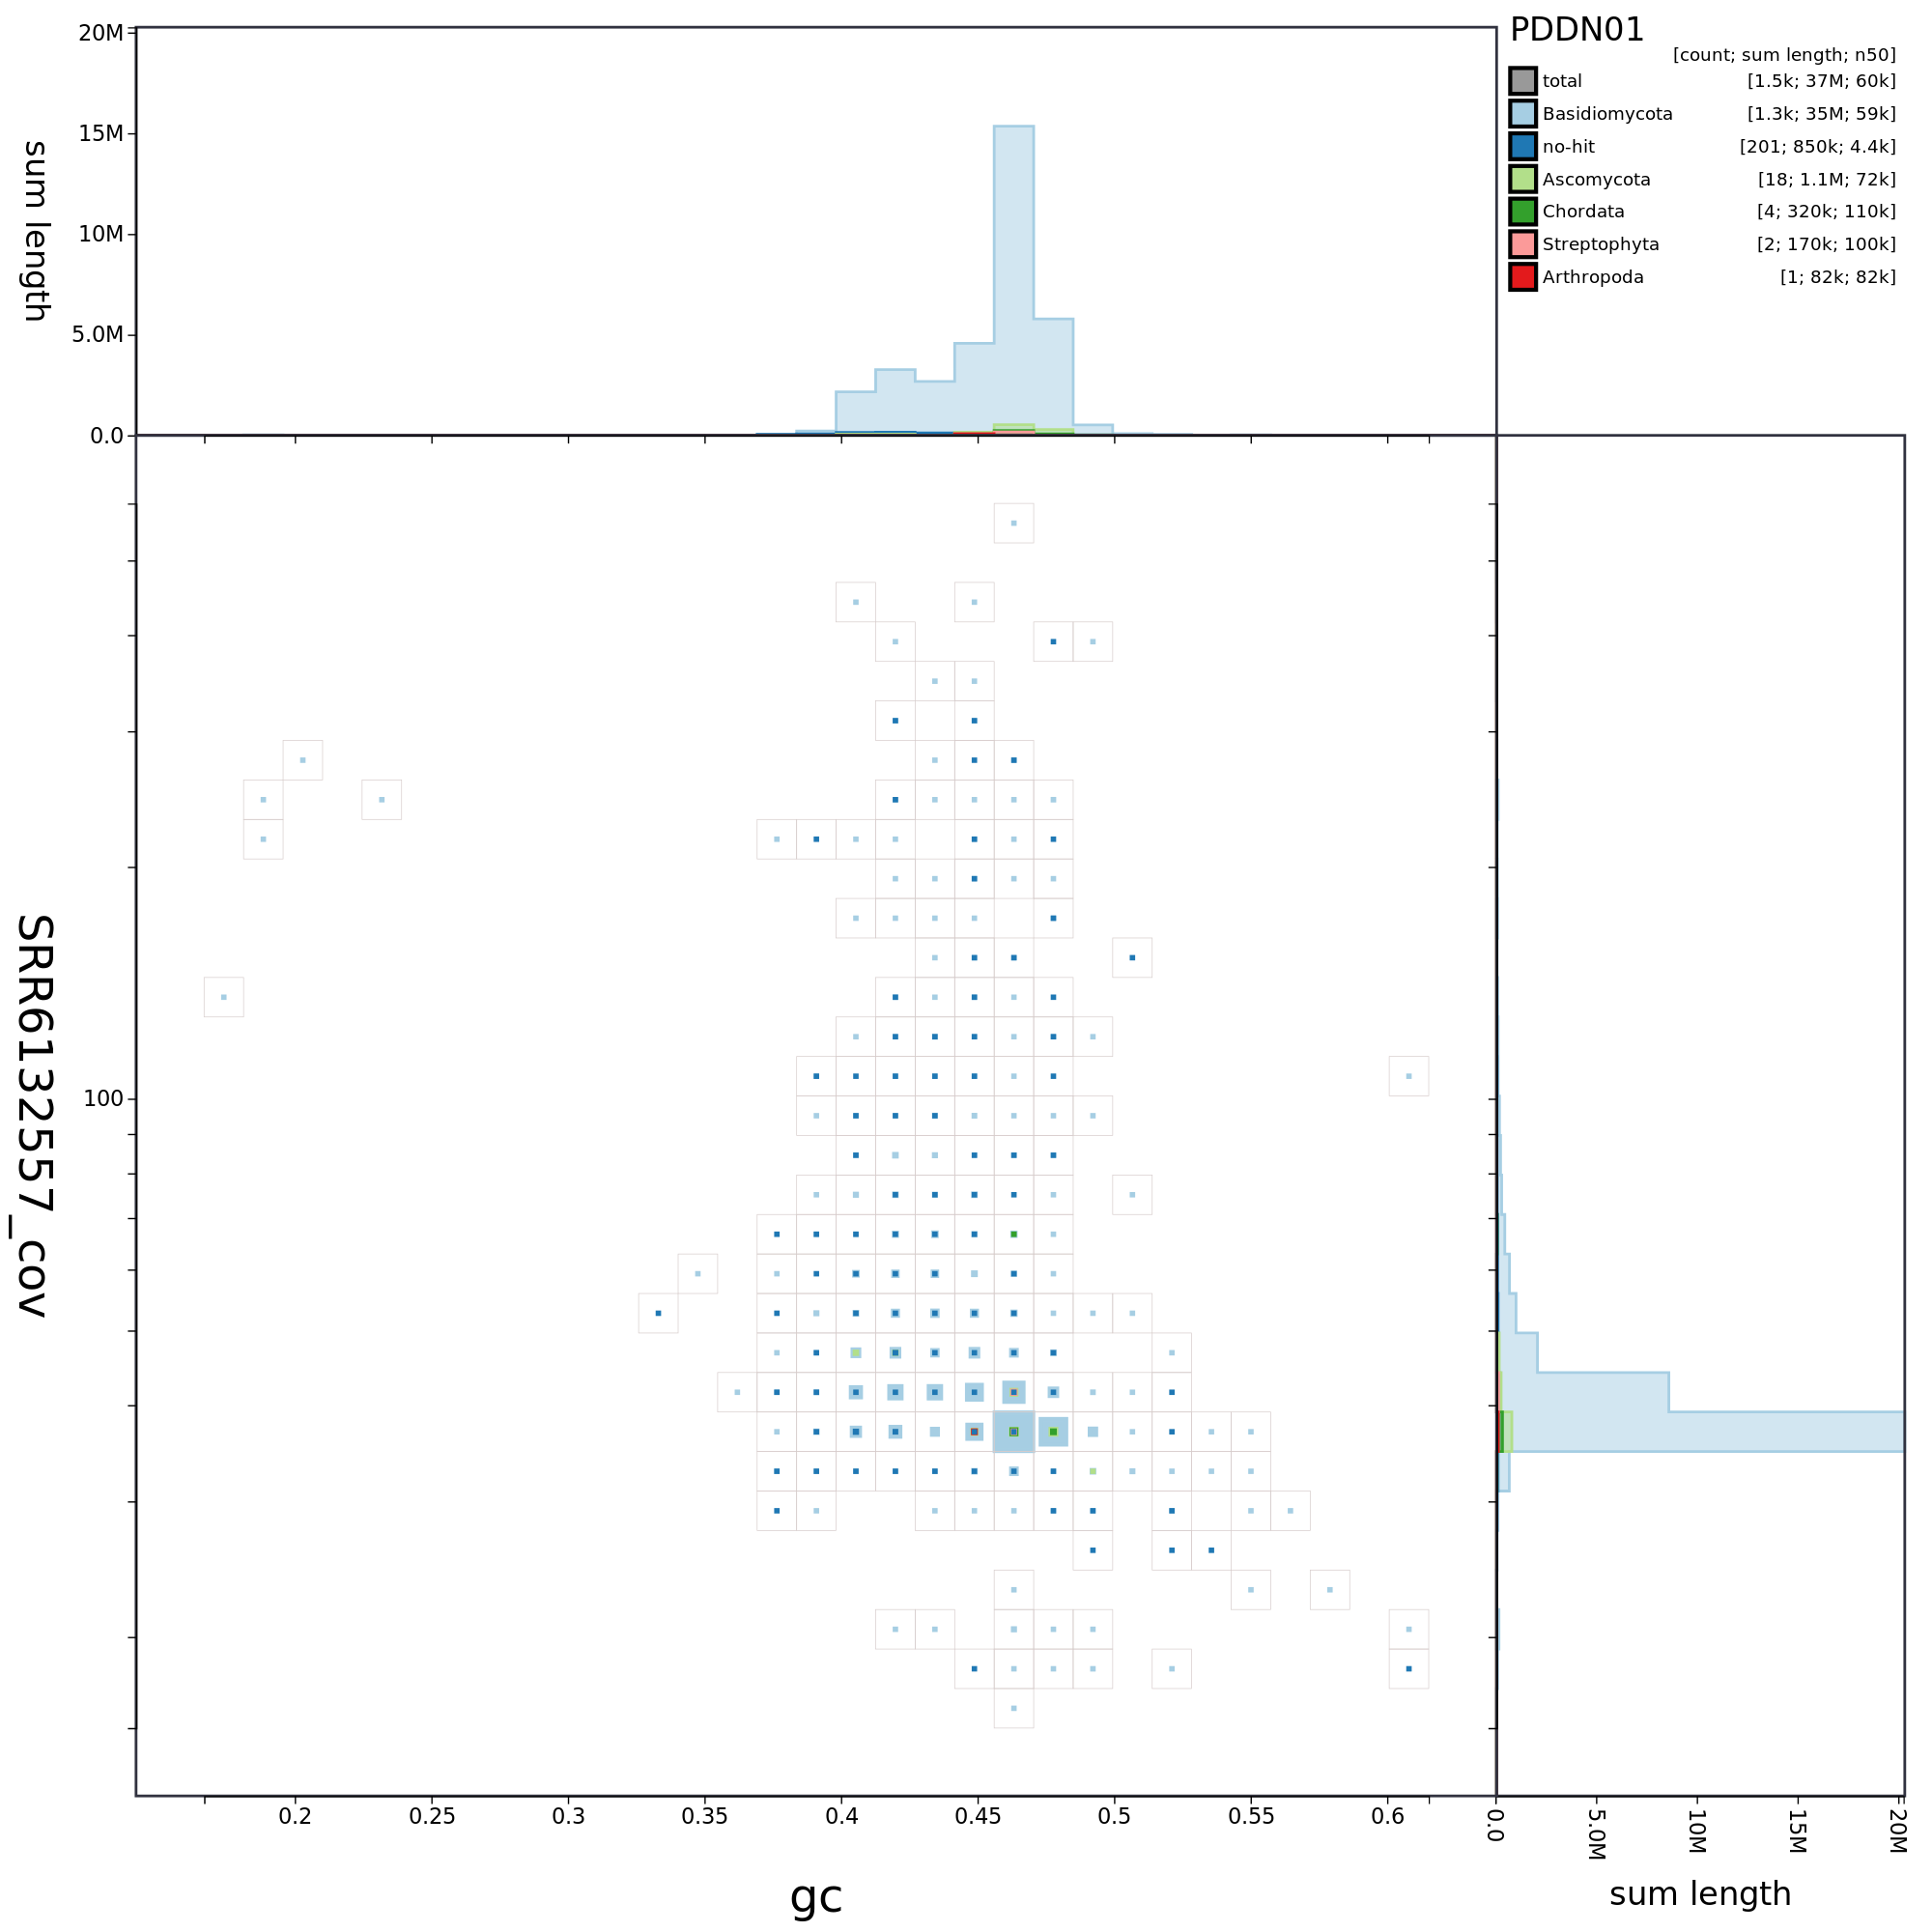 PDDN01
[count; sum length; n50]
total [1.5k; 37M; 60k]
Basidiomycota [1.3k; 35M; 59k]
no-hit [201; 850k; 4.4k]
Ascomycota [18; 1.1M; 72k]
Chordata [4; 320k; 110k]
Streptophyta [2; 170k; 100k]
Arthropoda [1; 82k; 82k]
sum length
20M
15M
10M
5.0M
0.0
SRR6132557_cov
100
0.2 0.25 0.3 0.35 0.4 0.45 0.5 0.55 0.6
gc
0.0 5.0M 10M 15M 20M
sum length